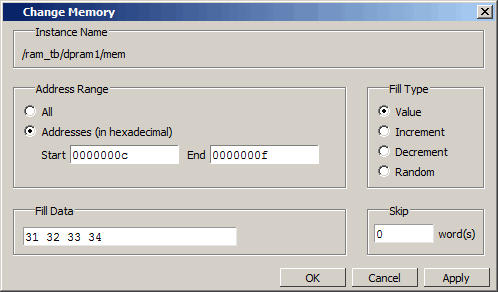 Change Memory
Instance Name
/ram_tb/dpram1/mem
Address Range
All
Addresses (in hexadecimal)
Start 0000000c End 0000000f
Fill Type
Value
Increment
Decrement
Random
Fill Data
31 32 33 34
Skip
0 word(s)
OK Cancel Apply